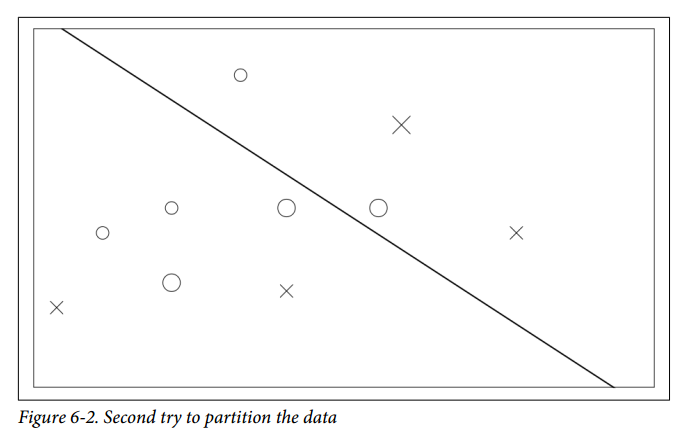 Figure 6-2. Second try to partition the data